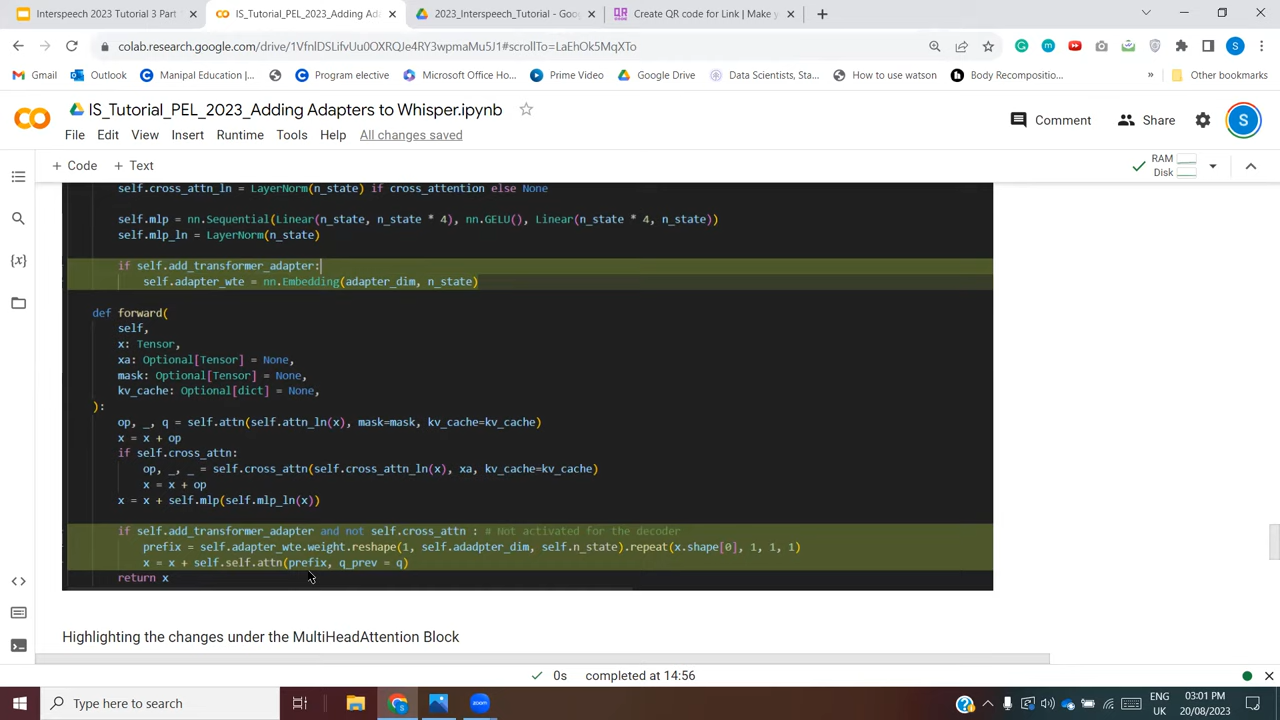 Interspeech 2023 Tutorial 3 Part
IS_Tutorial_PEL_2023_Adding Ada
2023_Interspeech_Tutorial - Goo
Create QR code for Link | Make y
colab.research.google.com/drive/1VfnlDSLifvUu0OXRQJe4RY3wpmaMu5J1#scrollTo=LaEhOk5MqXTo
Gmail
Outlook
Manipal Education |...
Program elective
Microsoft Office Ho...
Prime Video
Google Drive
Data Scientists, Sta...
How to use watson
Body Recompositio...
»
Other bookmarks
IS_Tutorial_PEL_2023_Adding Adapters to Whisper.ipynb
File Edit View Insert Runtime Tools Help All changes saved
Comment
Share
S
+ Code + Text
RAM
Disk
self.cross_attn_ln = LayerNorm(n_state) if cross_attention else None
self.mlp = nn.Sequential(Linear(n_state, n_state * 4), nn.GELU(), Linear(n_state * 4, n_state))
self.mlp_ln = LayerNorm(n_state)
if self.add_transformer_adapter:
self.adapter_wte = nn.Embedding(adapter_dim, n_state)
def forward(
self,
x: Tensor,
xa: Optional[Tensor] = None,
mask: Optional[Tensor] = None,
kv_cache: Optional[dict] = None,
):
op, _, q = self.attn(self.attn_ln(x), mask=mask, kv_cache=kv_cache)
x = x + op
if self.cross_attn:
op, _, _ = self.cross_attn(self.cross_attn_ln(x), xa, kv_cache=kv_cache)
x = x + op
x = x + self.mlp(self.mlp_ln(x))
if self.add_transformer_adapter and not self.cross_attn : # Not activated for the decoder
prefix = self.adapter_wte.weight.reshape(1, self.adadpter_dim, self.n_state).repeat(x.shape[0], 1, 1, 1)
x = x + self.self.attn(prefix, q_prev = q)
return x
Highlighting the changes under the MultiHeadAttention Block
0s completed at 14:56
Type here to search
ENG
UK
03:01 PM
20/08/2023